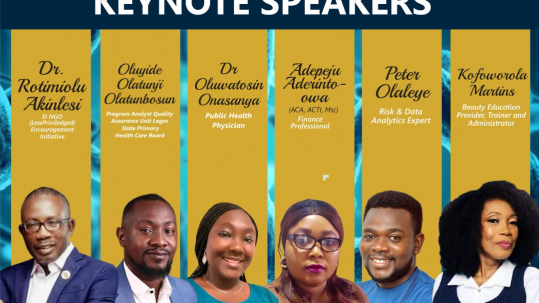 KEYNOTE SPEAKERS
Dr.
Rotimiolu
Akinlesi
EI NGO
(LessPriviledged)
Encouragement
Initiative
Oluyide
Olatunji
Olatunbosun
Program Analyst Quality
Assurance Unit Lagos
State Primary
Health Care Board
Dr
Oluwatosin
Onasanya
Public Health
Physician
Adepeju
Aderinto-
owa
(ACA, ACTI, Msc)
Finance
Professional
Peter
Olaleye
Risk & Data
Analytics Expert
Kofoworola
Martins
Beauty Education
Provider, Trainer and
Administrator